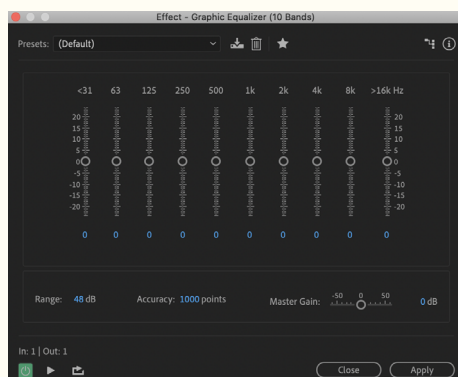 Effect - Graphic Equalizer (10 Bands)
Presets: (Default)
<31 63 125 250 500 1k 2k 4k 8k >16k Hz
20 20
15 15
10 10
5 5
0 0
-5 -5
-10 -10
-15 -15
-20 -20
0 0 0 0 0 0 0 0 0 0
Range: 48 dB Accuracy: 1000 points Master Gain: -50 0 50 0 dB
In: 1 | Out: 1
Close Apply